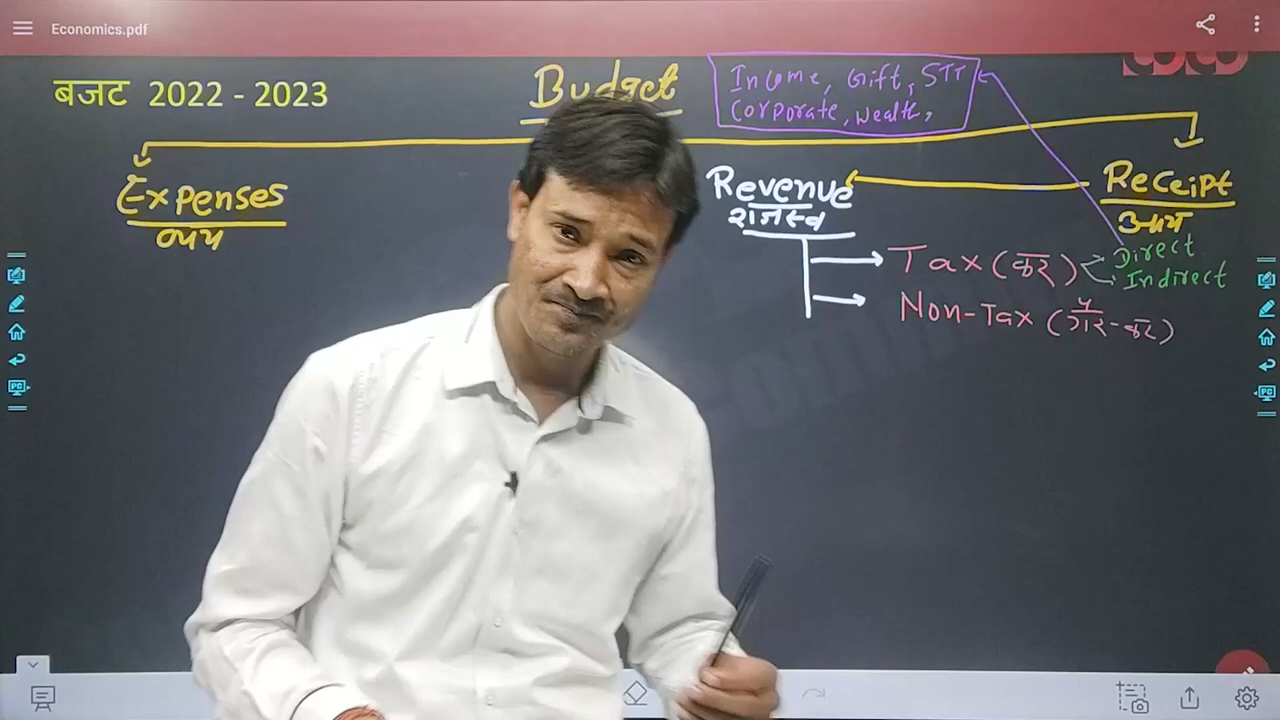 Economics.pdf
बजट 2022 - 2023
Budget
Income, Gift, STT
Corporate, Wealth,
Expenses
व्यय
Revenue
राजस्व
Receipt
आय
Tax (कर)
Direct
Indirect
Non-Tax (गैर-कर)